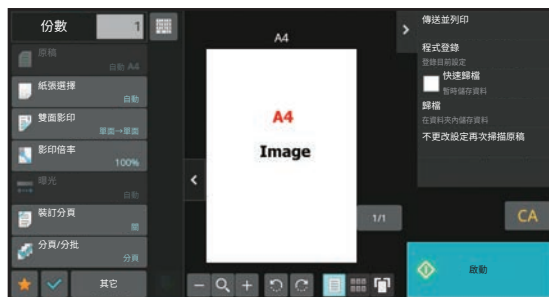 份數
1
原稿
自動 A4
紙張選擇
自動
雙面影印
單面→單面
影印倍率
100%
曝光
自動
裝訂分頁
關
分頁/分批
分頁
其它
A4
A4
Image
1/1
傳送並列印
程式登錄
登錄目前設定
快速歸檔
暫時儲存資料
歸檔
在資料夾內儲存資料
不更改設定再次掃描原稿
CA
啟動